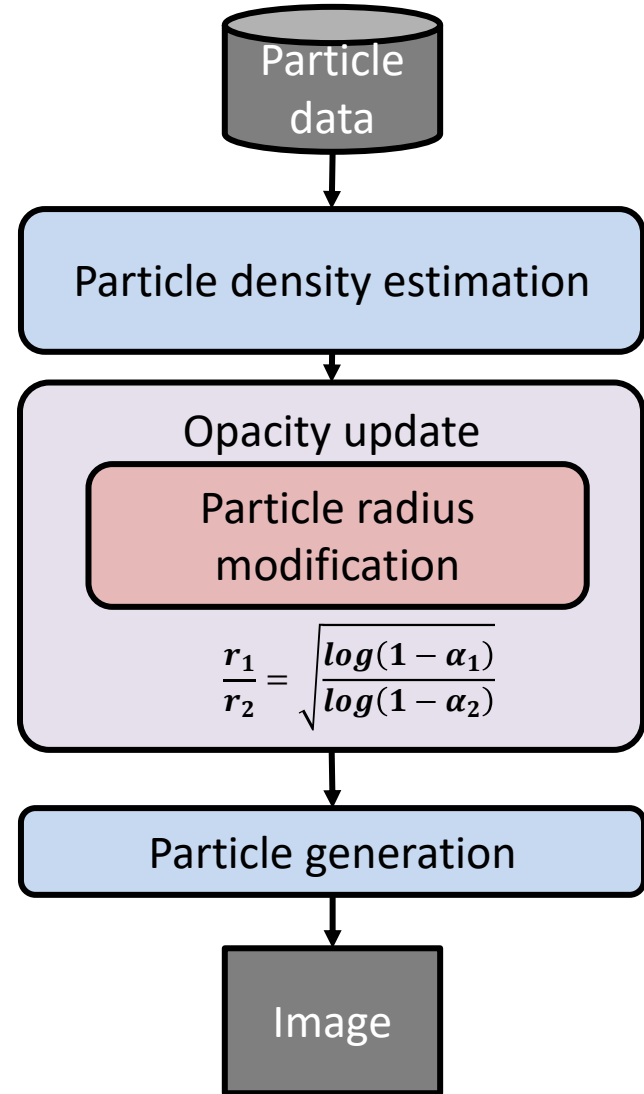 Particle
data
Particle density estimation
Opacity update
Particle radius
modification
r₁/r₂ = √(log(1 − α₁)/log(1 − α₂))
Particle generation
Image